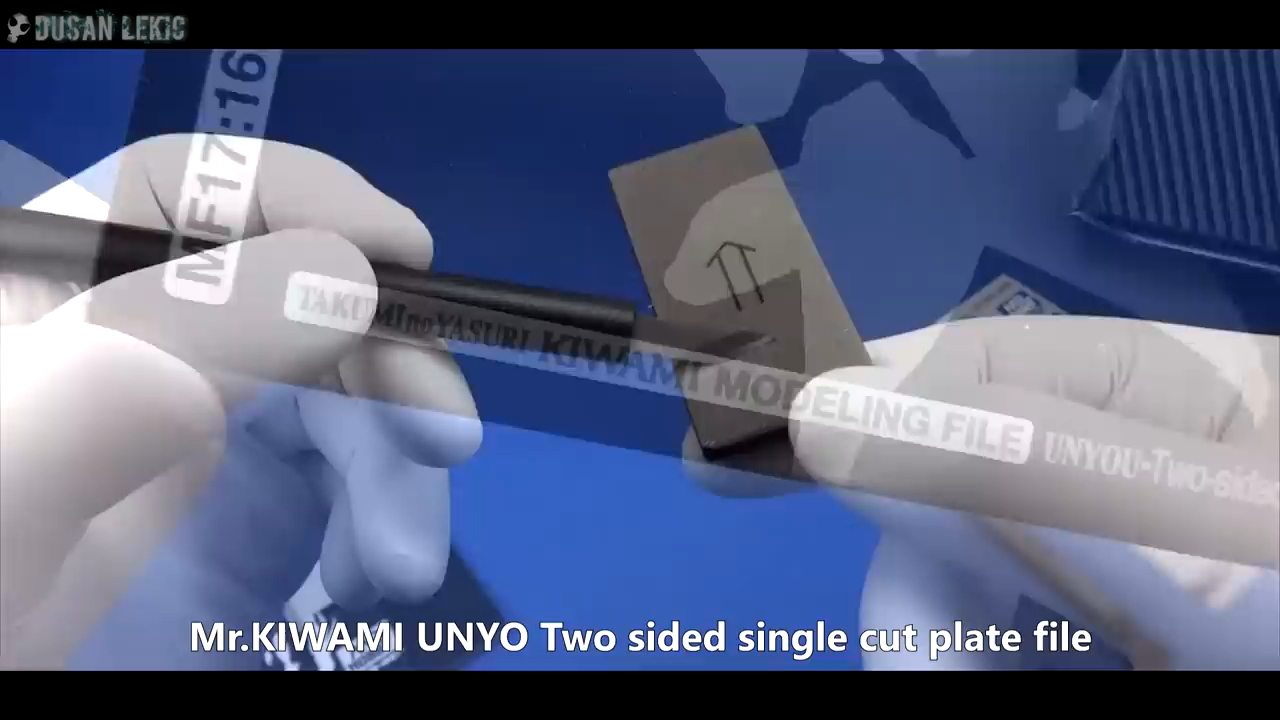 DUSAN LEKIC
MF17:16
TAKUMInoYASURI KIWAMI MODELING FILE UNYOU-Two-sided
Mr.KIWAMI UNYO Two sided single cut plate file